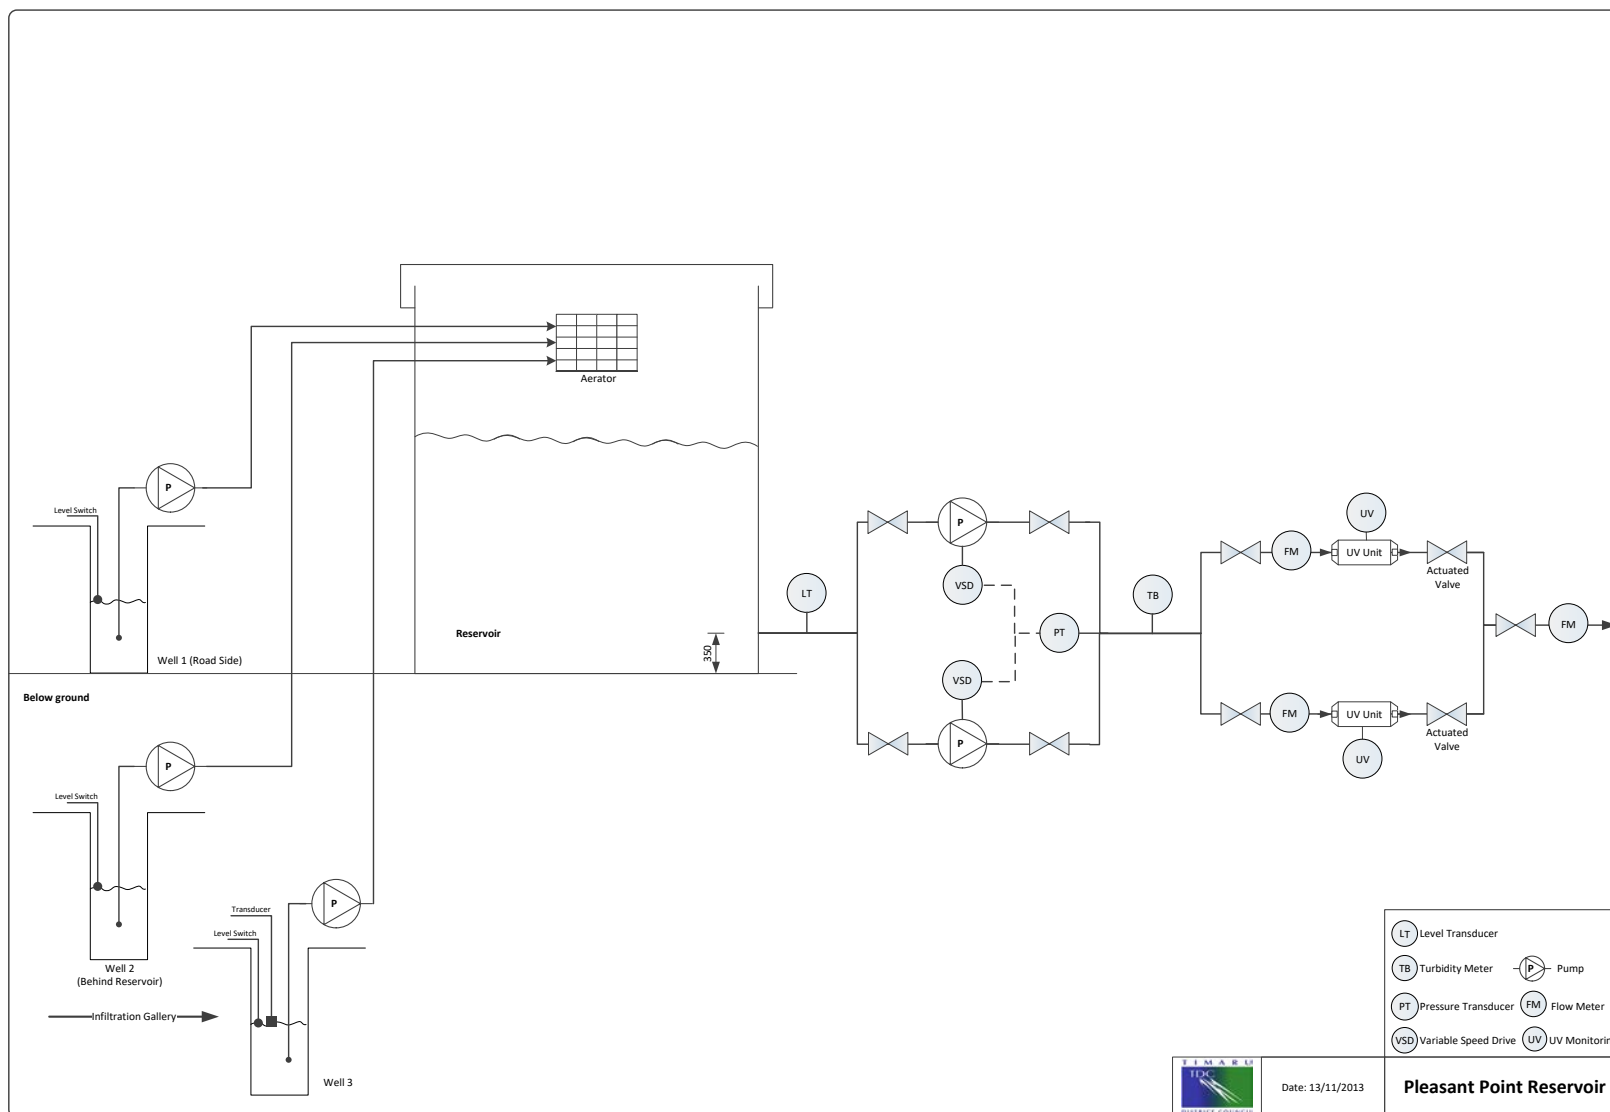 Aerator
P
Level Switch
Well 1 (Road Side)
Reservoir
350
Below ground
P
Level Switch
Well 2
(Behind Reservoir)
Infiltration Gallery
P
Transducer
Level Switch
Well 3
LT
P
VSD
PT
VSD
P
TB
FM
UV
UV Unit
Actuated
Valve
FM
UV Unit
UV
Actuated
Valve
FM
LT Level Transducer
TB Turbidity Meter
P Pump
PT Pressure Transducer
FM Flow Meter
VSD Variable Speed Drive
UV UV Monitorin
TIMARU
TDC
DISTRICT COUNCIL
Date: 13/11/2013
Pleasant Point Reservoir